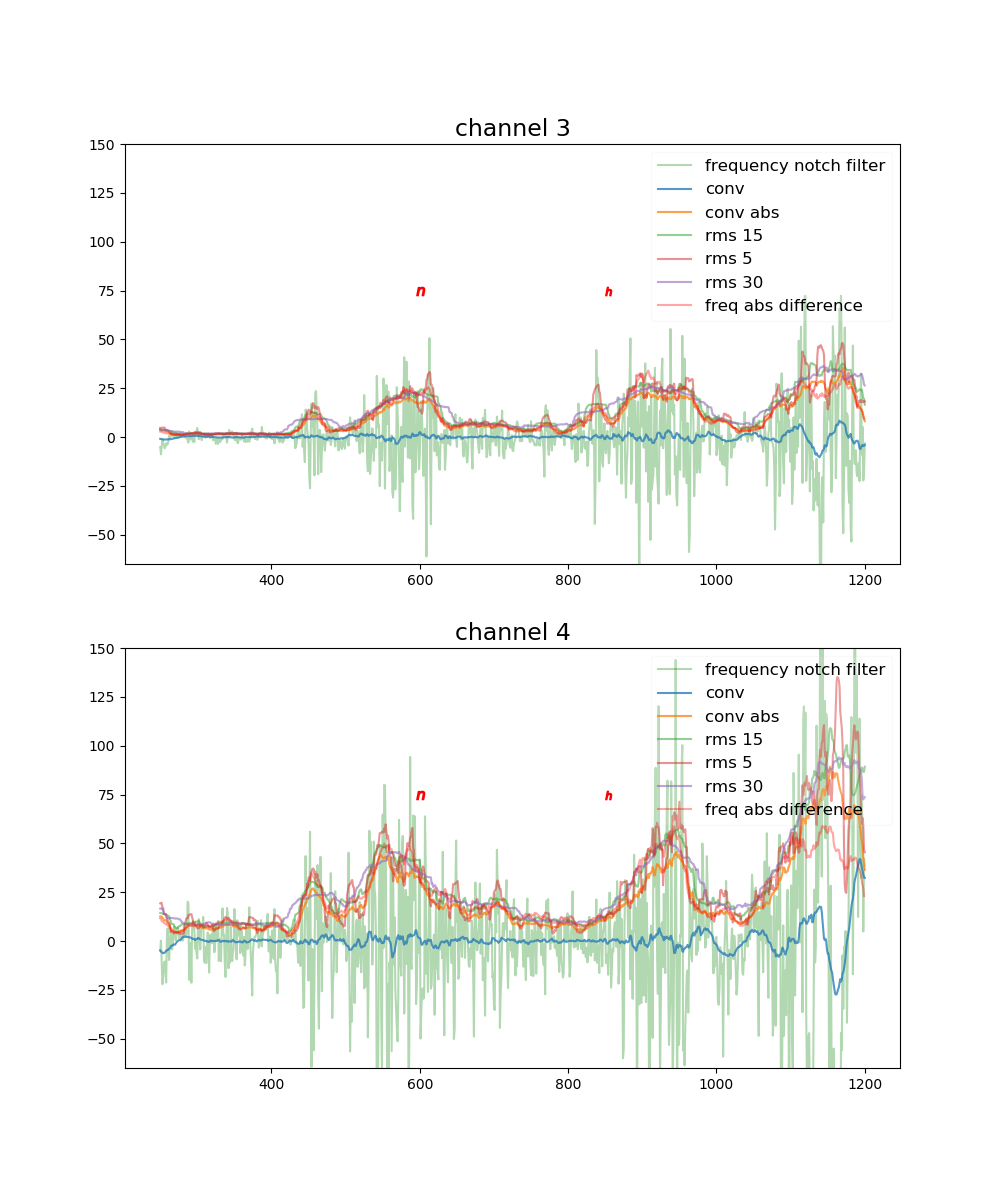 channel 3
150
125
100
75
50
25
0
−25
−50
frequency notch filter
conv
conv abs
rms 15
rms 5
rms 30
freq abs difference
n
h
400 600 800 1000 1200
channel 4
150
125
100
75
50
25
0
−25
−50
frequency notch filter
conv
conv abs
rms 15
rms 5
rms 30
freq abs difference
n
h
400 600 800 1000 1200